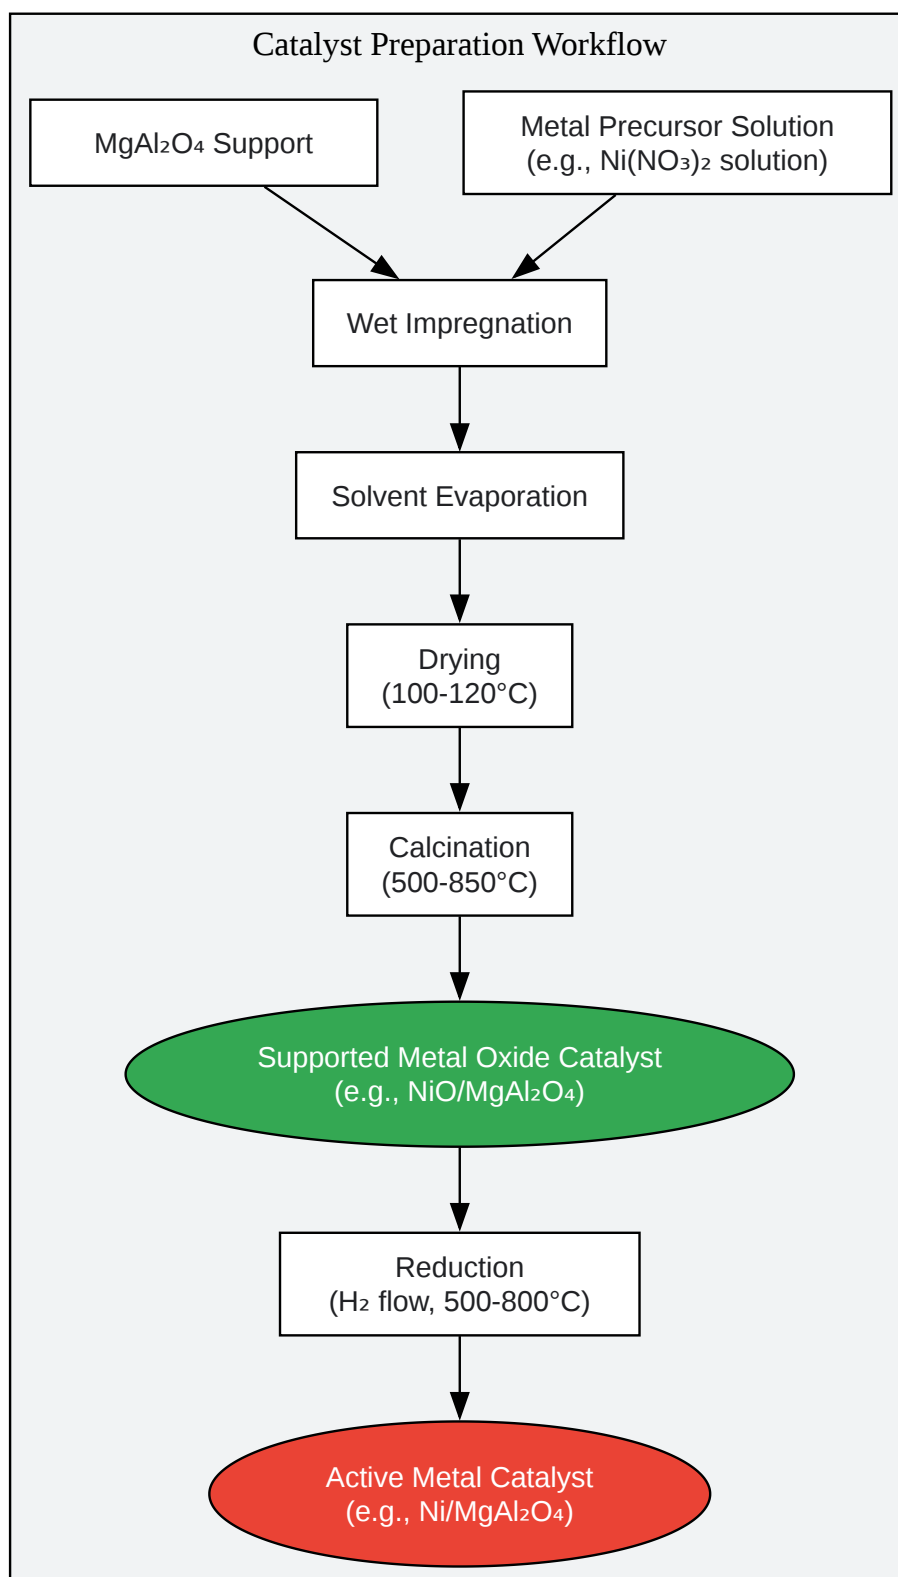 Catalyst Preparation Workflow
MgAl₂O₄ Support
Metal Precursor Solution
(e.g., Ni(NO₃)₂ solution)
Wet Impregnation
Solvent Evaporation
Drying
(100-120°C)
Calcination
(500-850°C)
Supported Metal Oxide Catalyst
(e.g., NiO/MgAl₂O₄)
Reduction
(H₂ flow, 500-800°C)
Active Metal Catalyst
(e.g., Ni/MgAl₂O₄)